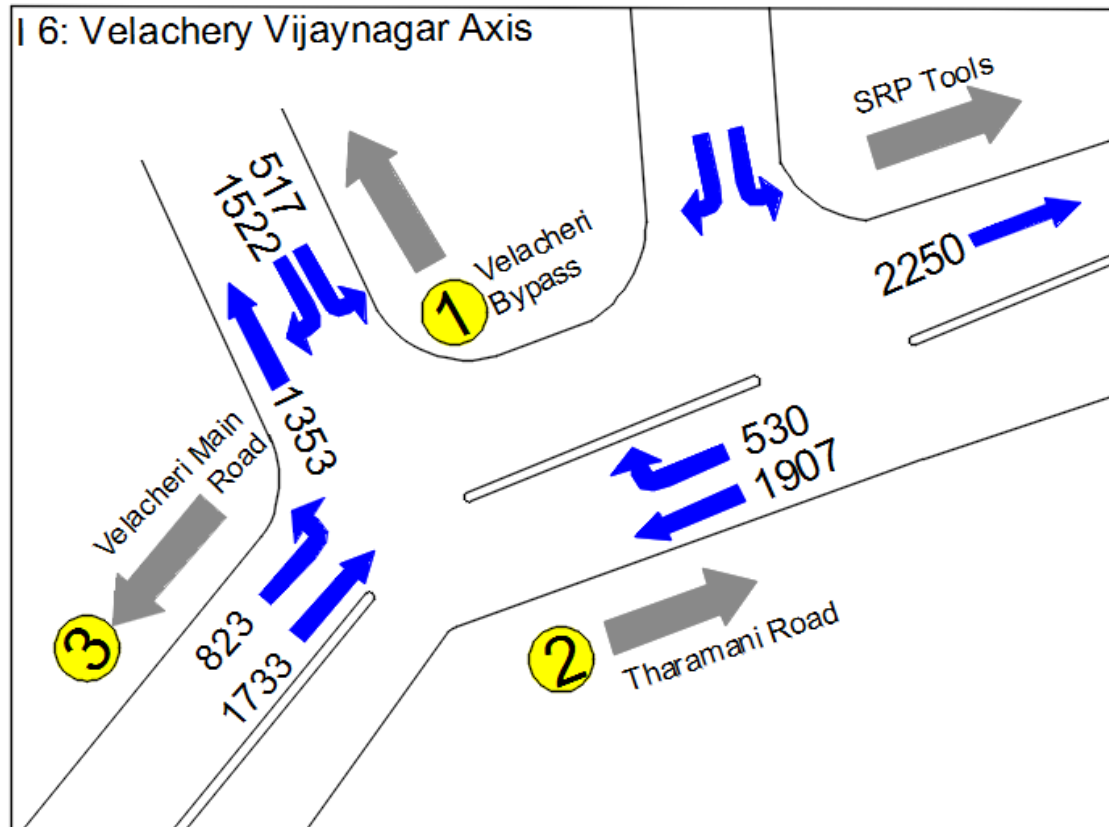 I 6: Velachery Vijaynagar Axis
SRP Tools
517
1522
Velacheri
Bypass
1
2250
1353
530
1907
Velacheri Main
Road
823
1733
3
2
Tharamani Road